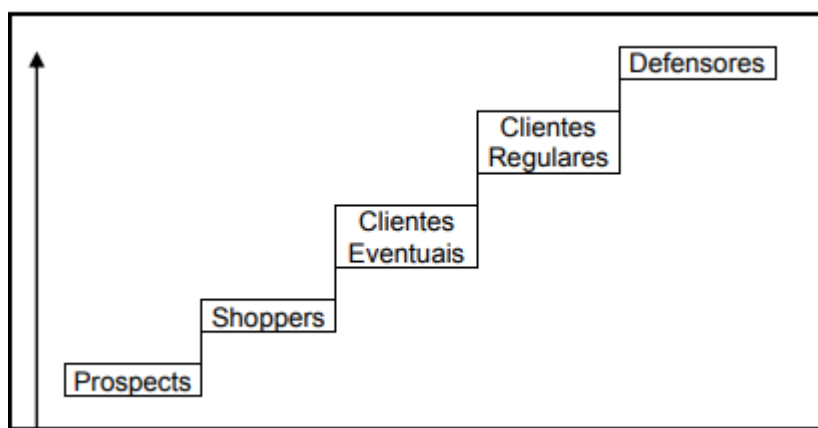 Defensores
Clientes
Regulares
Clientes
Eventuais
Shoppers
Prospects